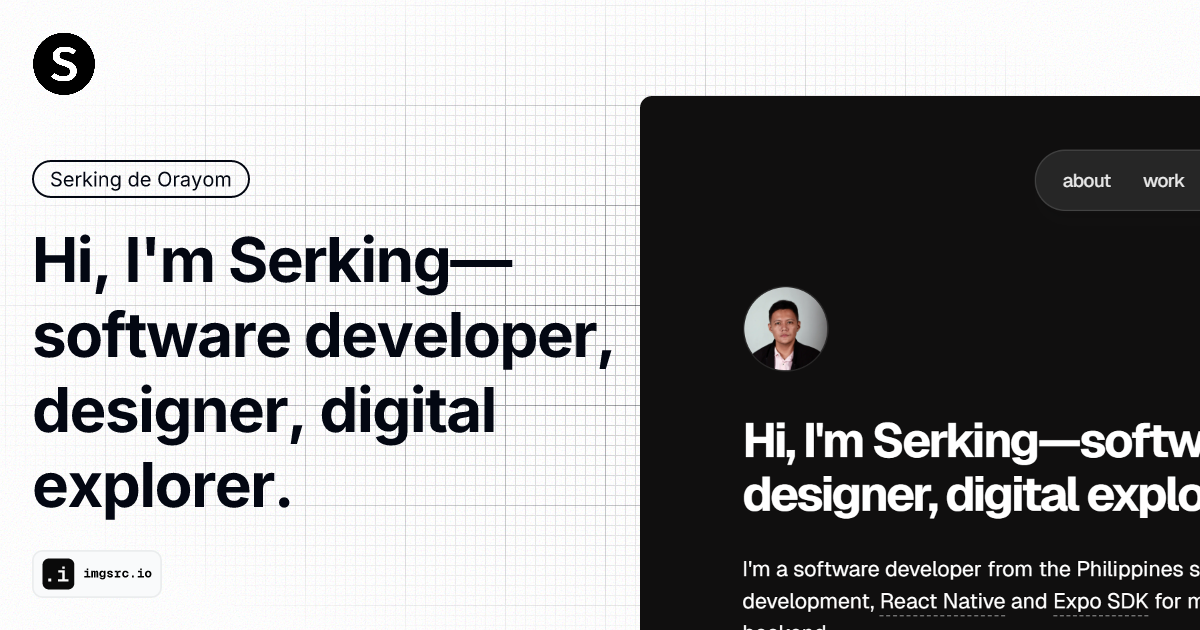 S
Serking de Orayom
Hi, I'm Serking—
software developer,
designer, digital
explorer.
.i imgsrc.io
about work
Hi, I'm Serking—softw
designer, digital explo
I'm a software developer from the Philippines s
development, React Native and Expo SDK for m
backend